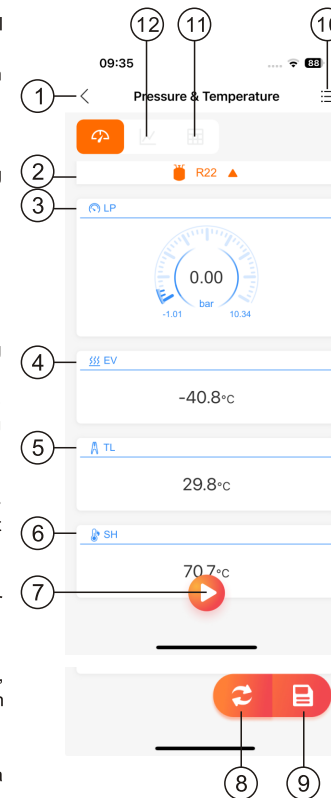 12 11 10
09:35 88
1 Pressure & Temperature
2 R22
3 LP
0.00
bar
-1.01 10.34
4 EV
-40.8°C
5 TL
29.8°C
6 SH
70.7°C
7
8 9